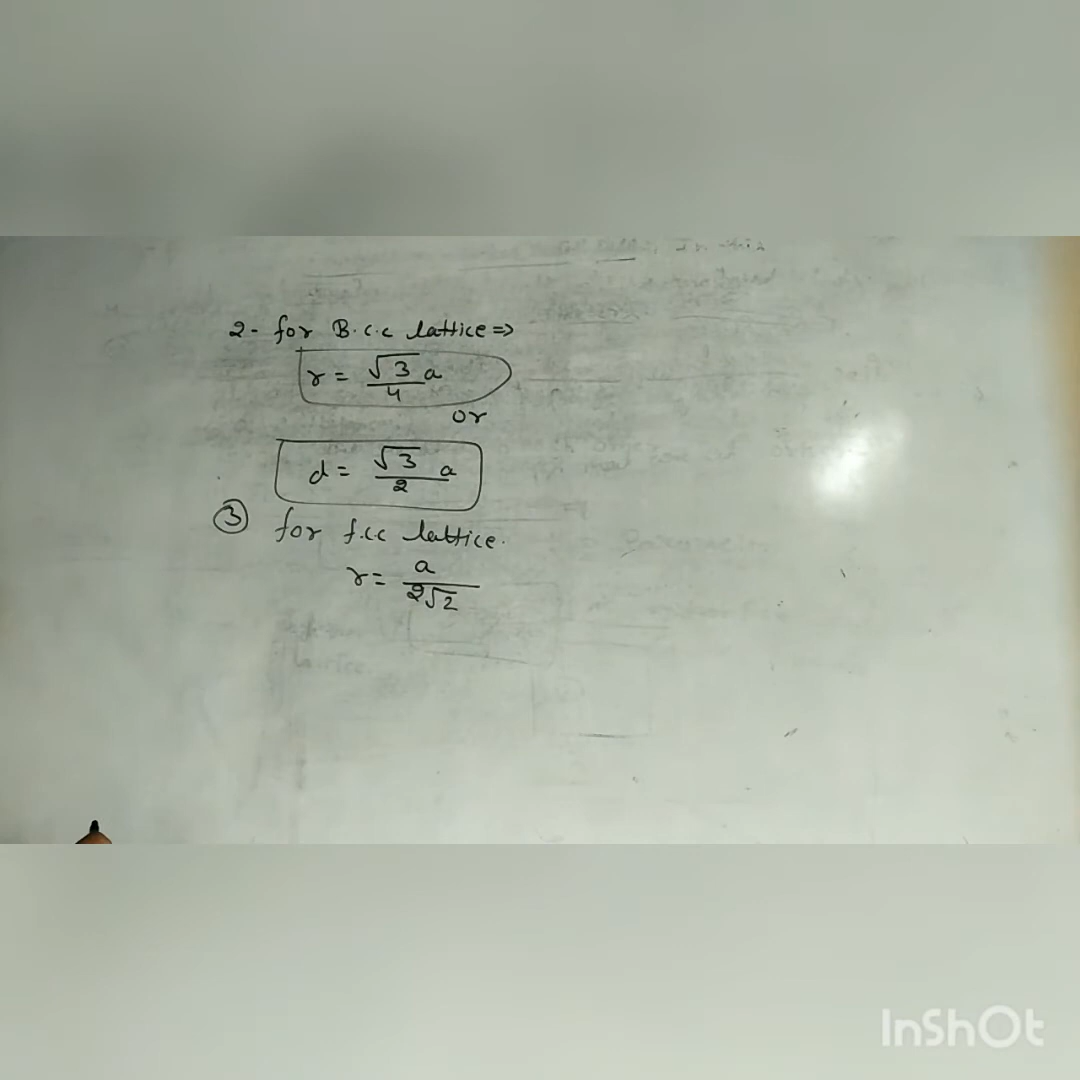 2- for B.c.c lattice ⇒
r = √3/4 a
or
d = √3/2 a
③ for f.c.c lattice.
r = a/2√2
InShOt